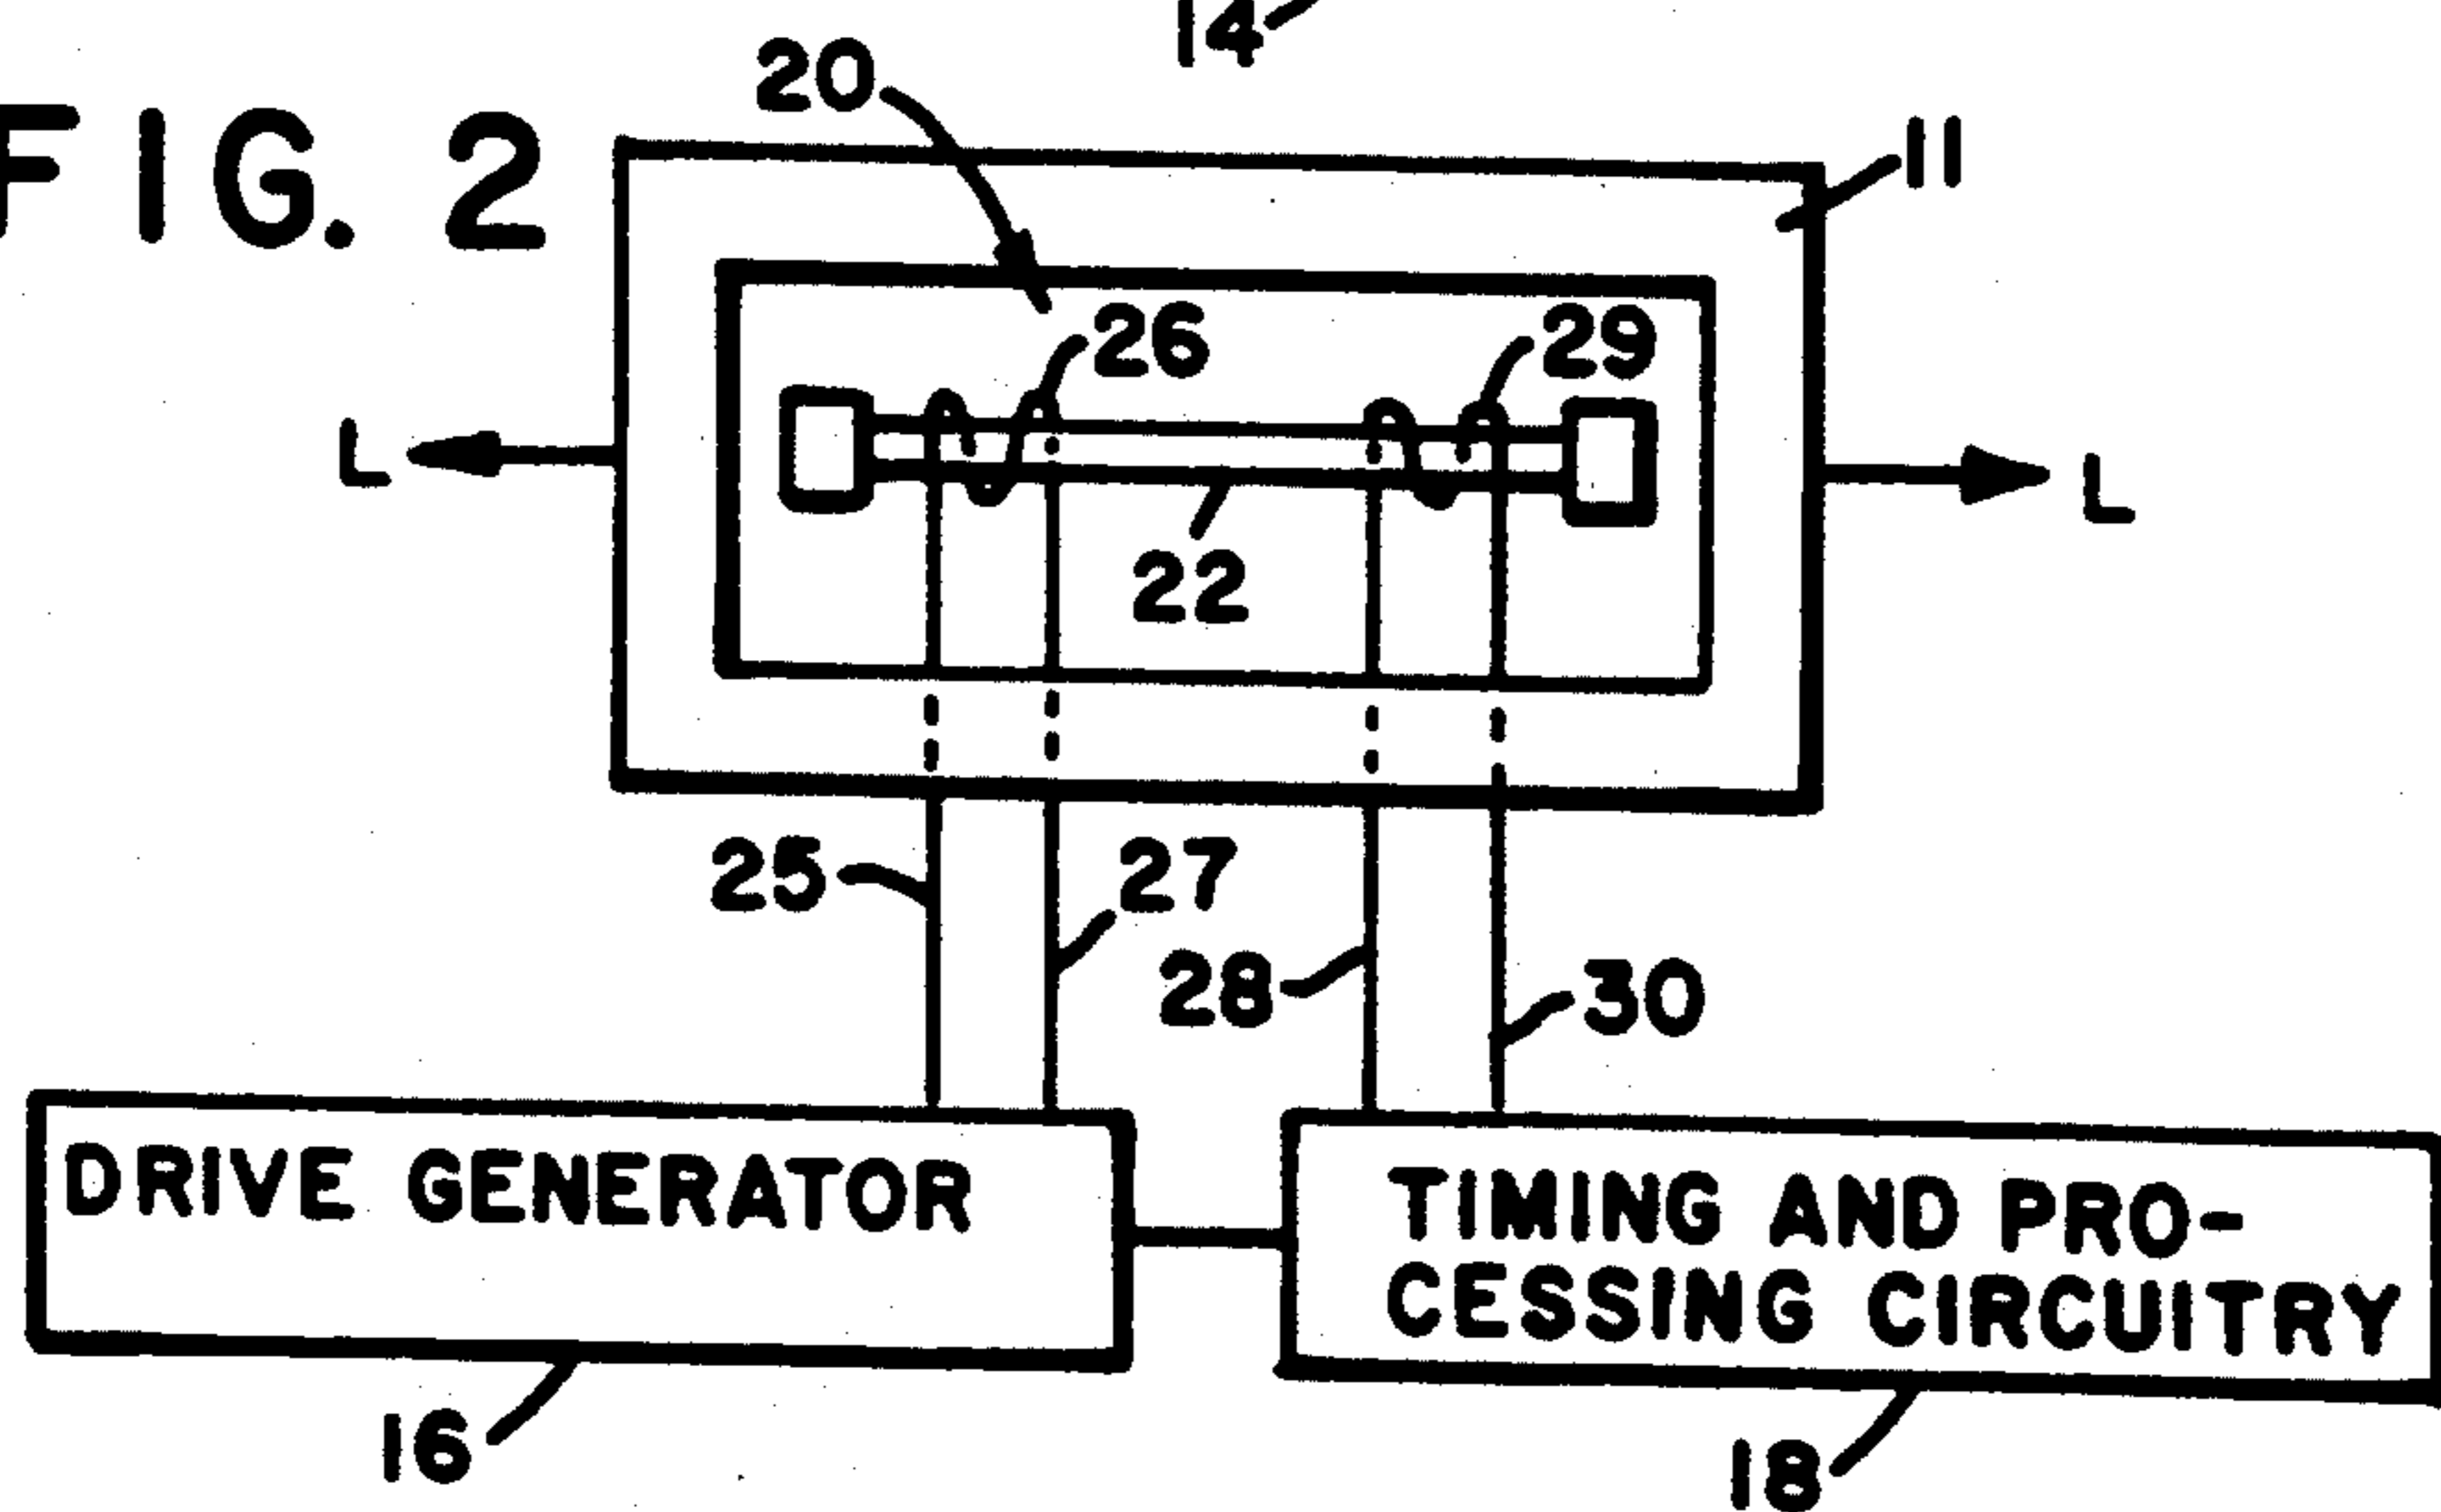 14
20
FIG. 2
11
26
29
L
L
22
25
27
28
30
DRIVE GENERATOR
TIMING AND PRO-
CESSING CIRCUITRY
16
18